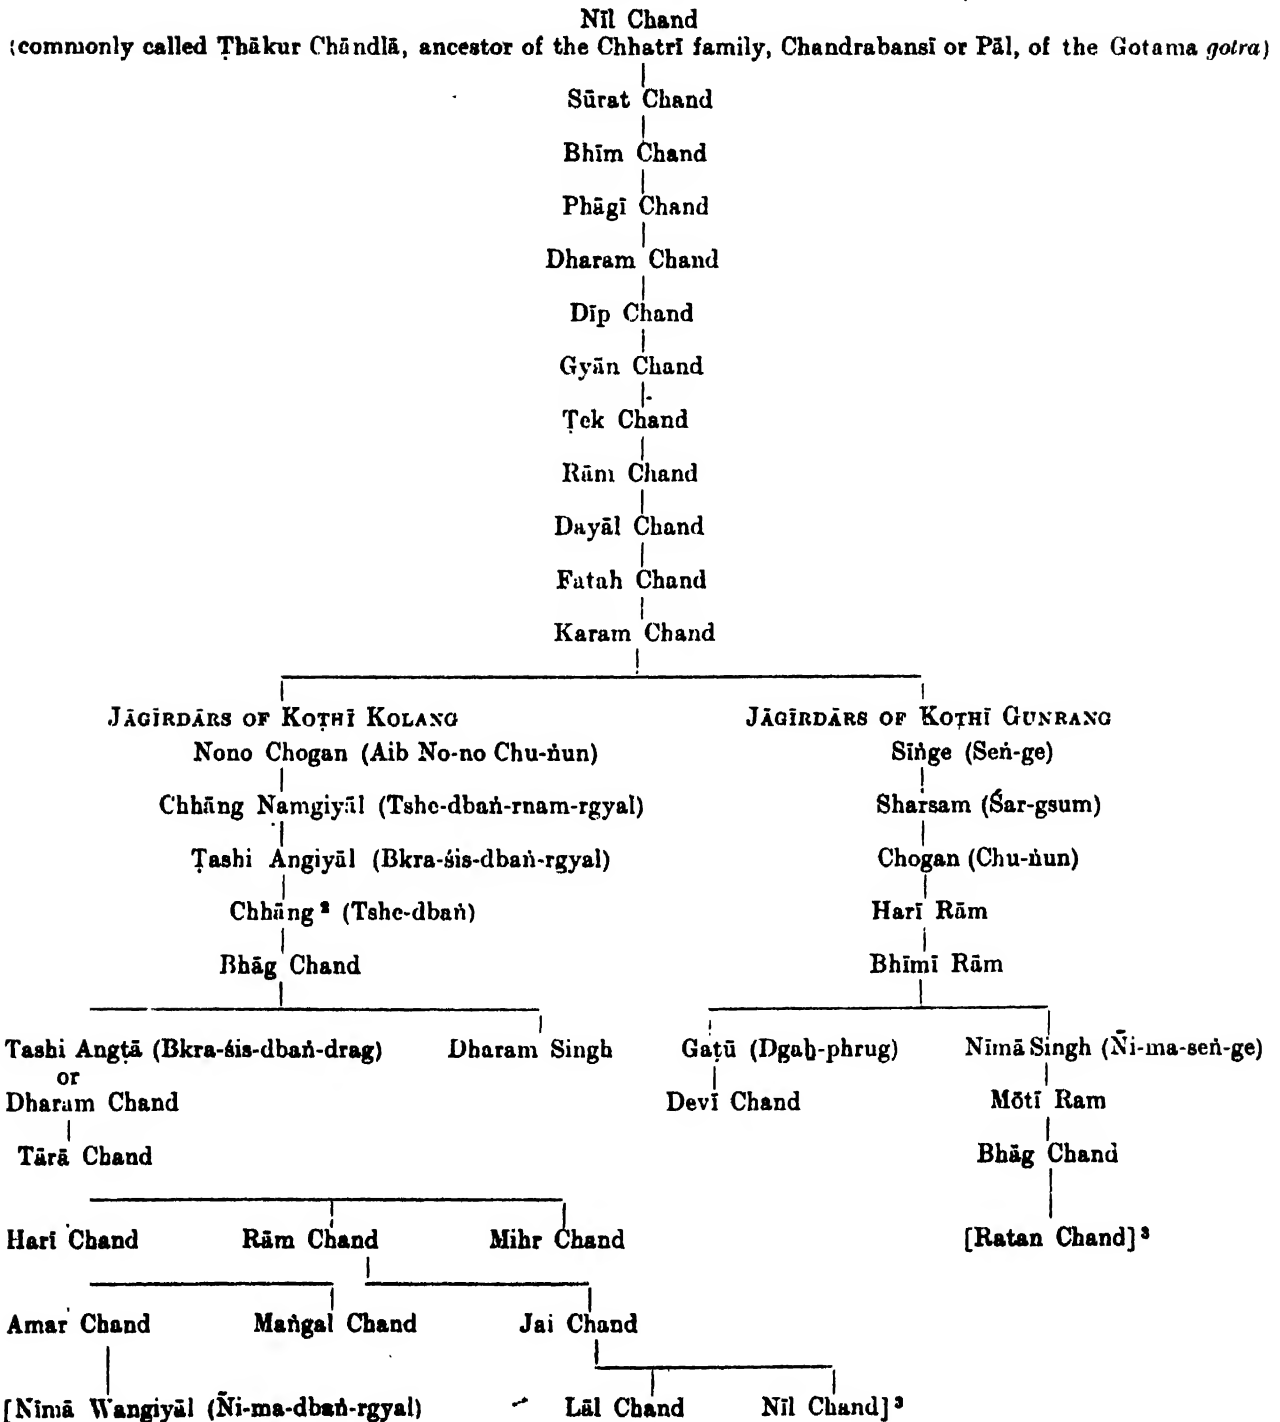 Nīl Chand
(commonly called Ṭhākur Chāndlā, ancestor of the Chhatrī family, Chandrabansī or Pāl, of the Gotama gotra)
Sūrat Chand
Bhīm Chand
Phāgī Chand
Dharam Chand
Dīp Chand
Gyān Chand
Ṭek Chand
Rām Chand
Dayāl Chand
Fatah Chand
Karam Chand
JĀGĪRDĀRS OF KOṬHĪ KOLANG JĀGĪRDĀRS OF KOṬHĪ GUNRANG
Nono Chogan (Aib No-no Chu-ṅun) Sīṅge (Seṅ-ge)
Chhāng Namgiyāl (Tshe-dbaṅ-rnam-rgyal) Sharsam (Śar-gsum)
Ṭashi Angiyāl (Bkra-śis-dbaṅ-rgyal) Chogan (Chu-ṅun)
Chhāng ² (Tshe-dbaṅ) Harī Rām
Bhāg Chand Bhīmī Rām
Tashi Angṭā (Bkra-śis-dbaṅ-drag) Dharam Singh Gaṭū (Dgaḥ-phrug) Nīmā Singh (Ñi-ma-seṅ-ge)
or
Dharam Chand Devī Chand Mōtī Ram
Tārā Chand Bhāg Chand
Harī Chand Rām Chand Mihr Chand [Ratan Chand] ³
Amar Chand Maṅgal Chand Jai Chand
[Nīmā Wangiyāl (Ñi-ma-dbaṅ-rgyal) Lāl Chand Nīl Chand] ³